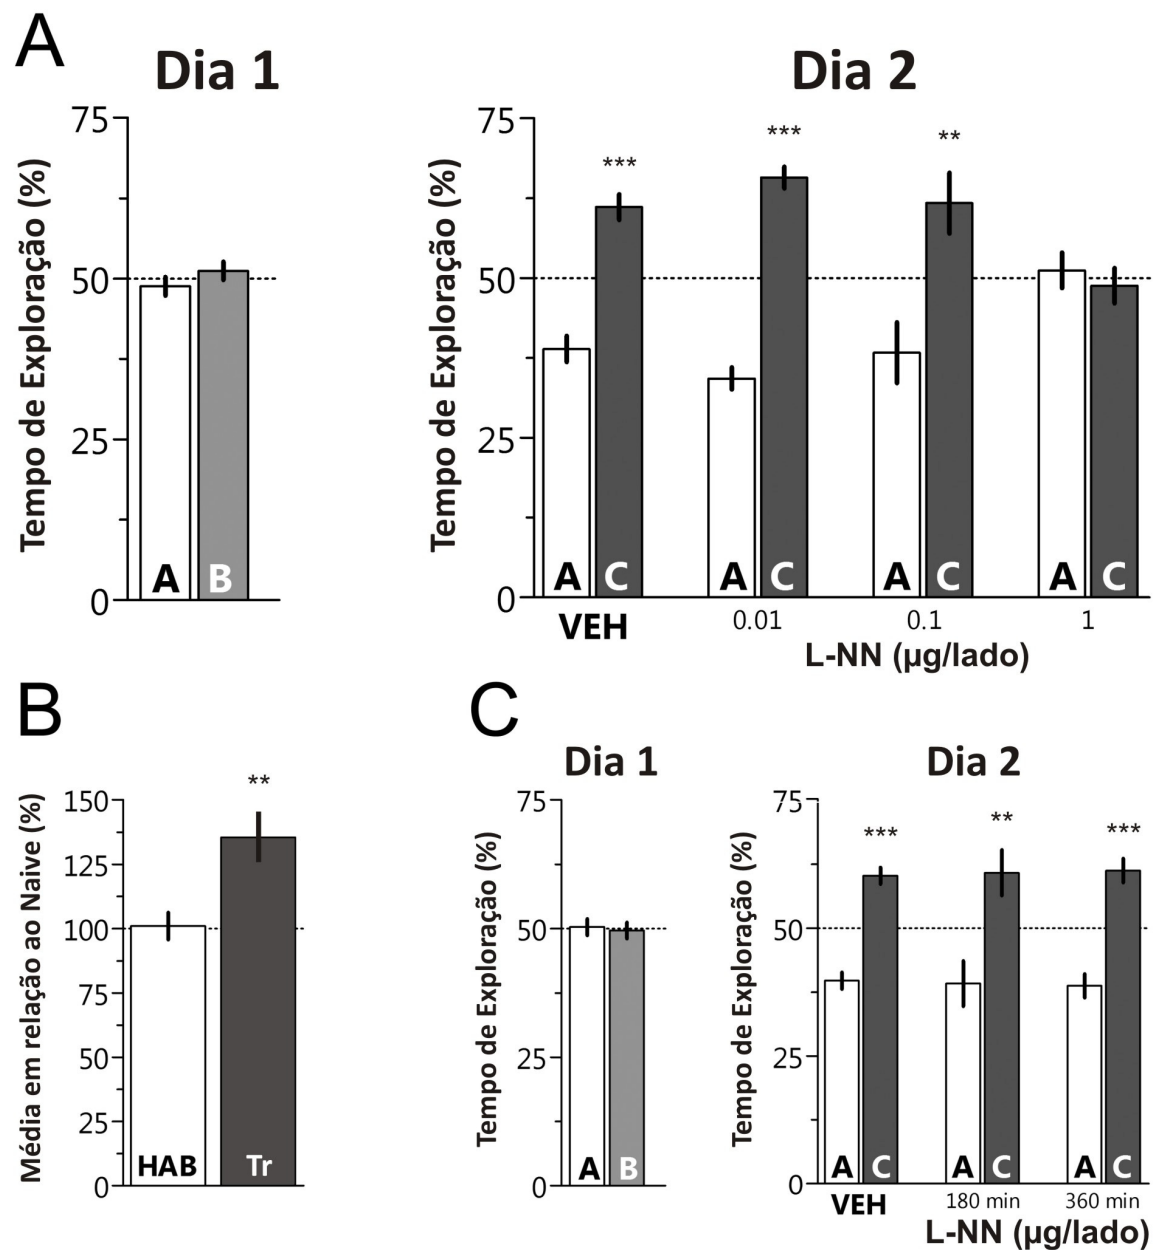 A
Dia 1
Tempo de Exploração (%)
75
50
25
0
A B
Dia 2
Tempo de Exploração (%)
75
50
25
0
*** *** **
A C A C A C A C
VEH 0.01 0.1 1
L-NN (µg/lado)
B
Média em relação ao Naive (%)
150
125
100
75
50
25
0
**
HAB Tr
C
Dia 1
Tempo de Exploração (%)
75
50
25
0
A B
Dia 2
Tempo de Exploração (%)
75
50
25
0
*** ** ***
A C A C A C
VEH 180 min 360 min
L-NN (µg/lado)